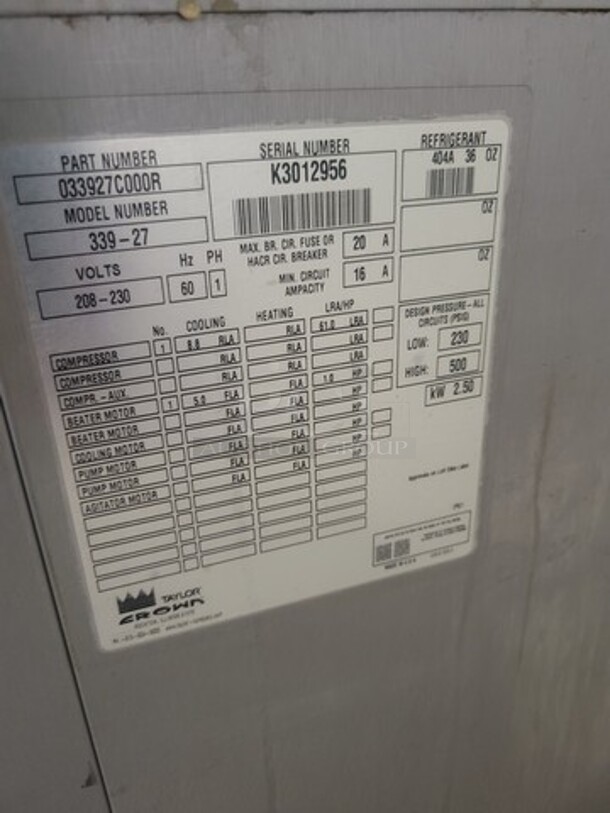 PART NUMBER
033927C000R
SERIAL NUMBER
K3012956
REFRIGERANT
404A 36 OZ
OZ
OZ
MODEL NUMBER
339-27
MAX. BR. CIR. FUSE OR
HACR CIR. BREAKER
20 A
VOLTS Hz PH
208-230 60 1
MIN. CIRCUIT
AMPACITY
16 A
DESIGN PRESSURE-ALL
CIRCUITS (PSIG)
LOW: 230
HIGH: 500
kW 2.50
No. COOLING HEATING LRA/HP
COMPRESSOR 1 8.8 RLA RLA 61.0 LRA
COMPRESSOR RLA RLA LRA
COMPR.-AUX. RLA RLA LRA
BEATER MOTOR 1 5.0 FLA FLA 1.0 HP
BEATER MOTOR FLA FLA HP
COOLING MOTOR FLA FLA HP
PUMP MOTOR FLA FLA HP
PUMP MOTOR FLA FLA HP
AGITATOR MOTOR FLA FLA HP
AUCTION GROUP
MADE IN U.S.A.
TAYLOR
CROWN